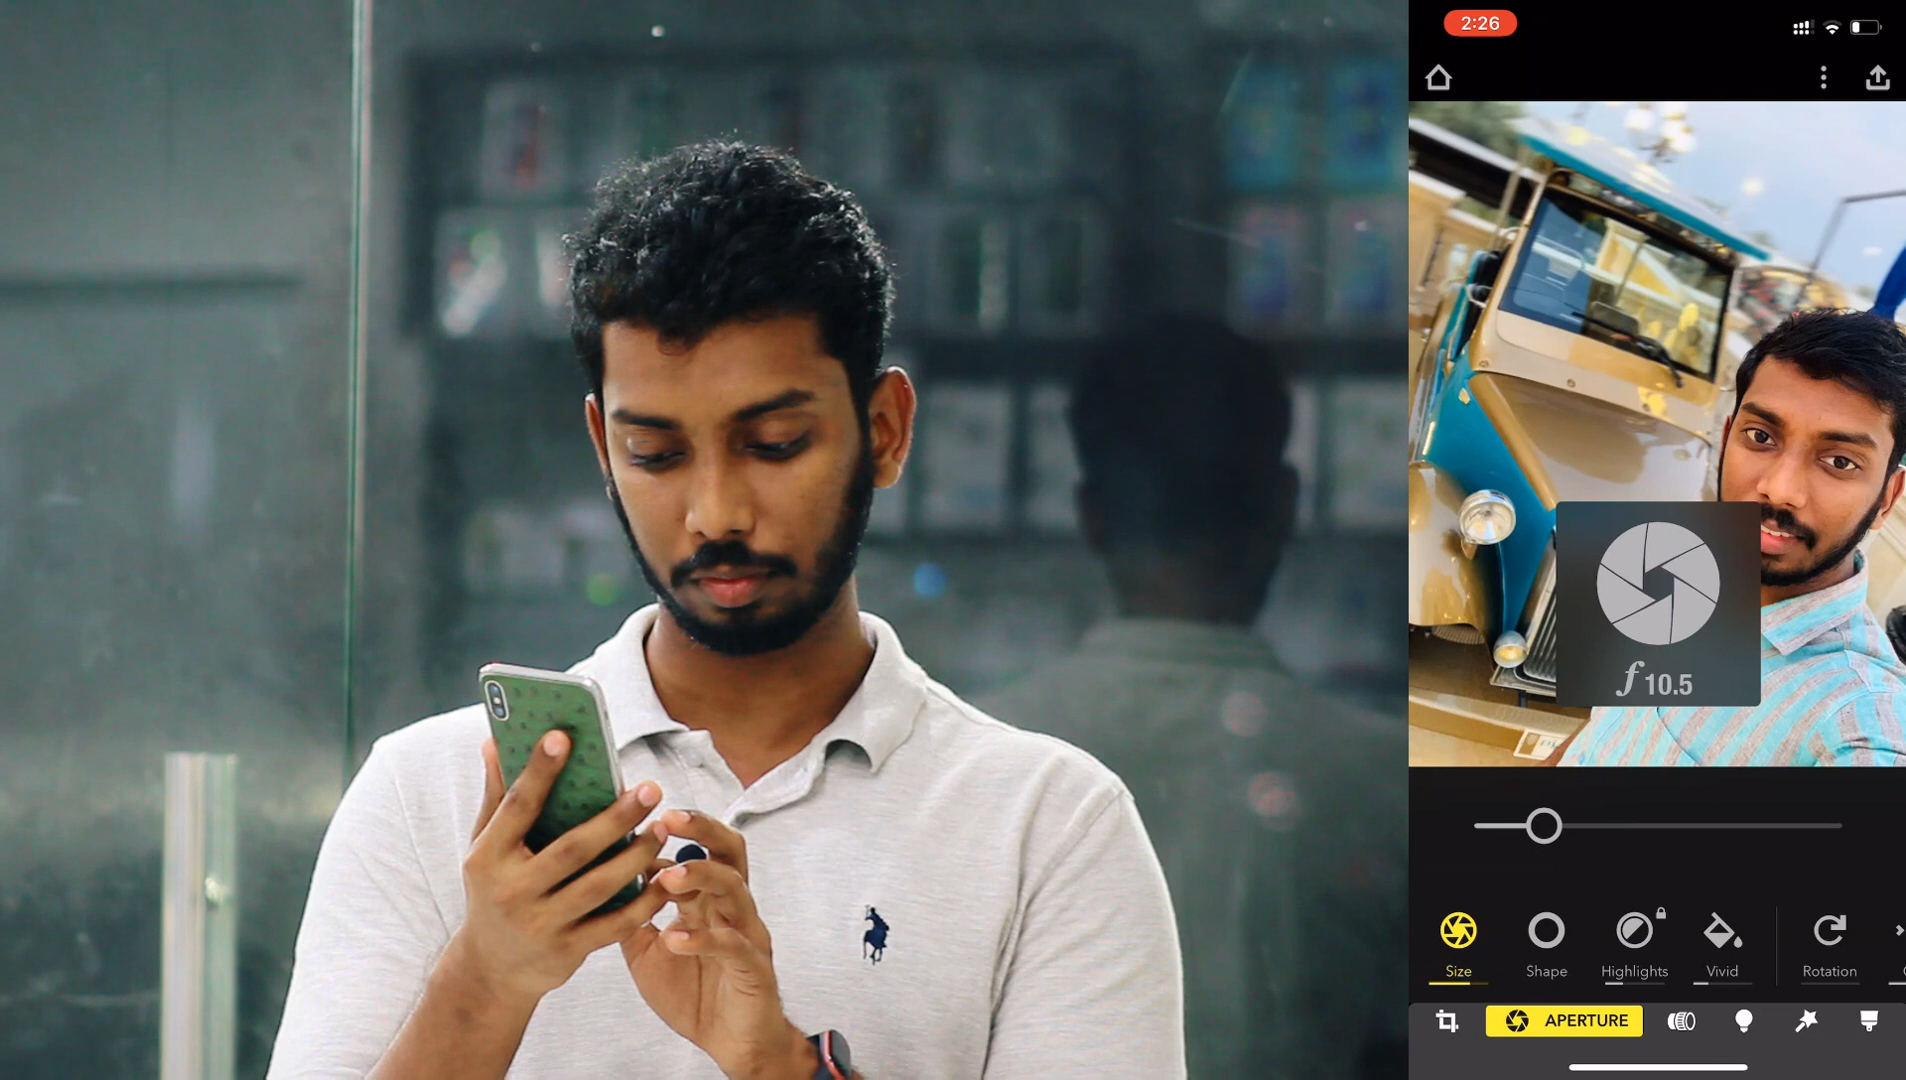 2:26
f 10.5
Size
Shape
Highlights
Vivid
Rotation
APERTURE